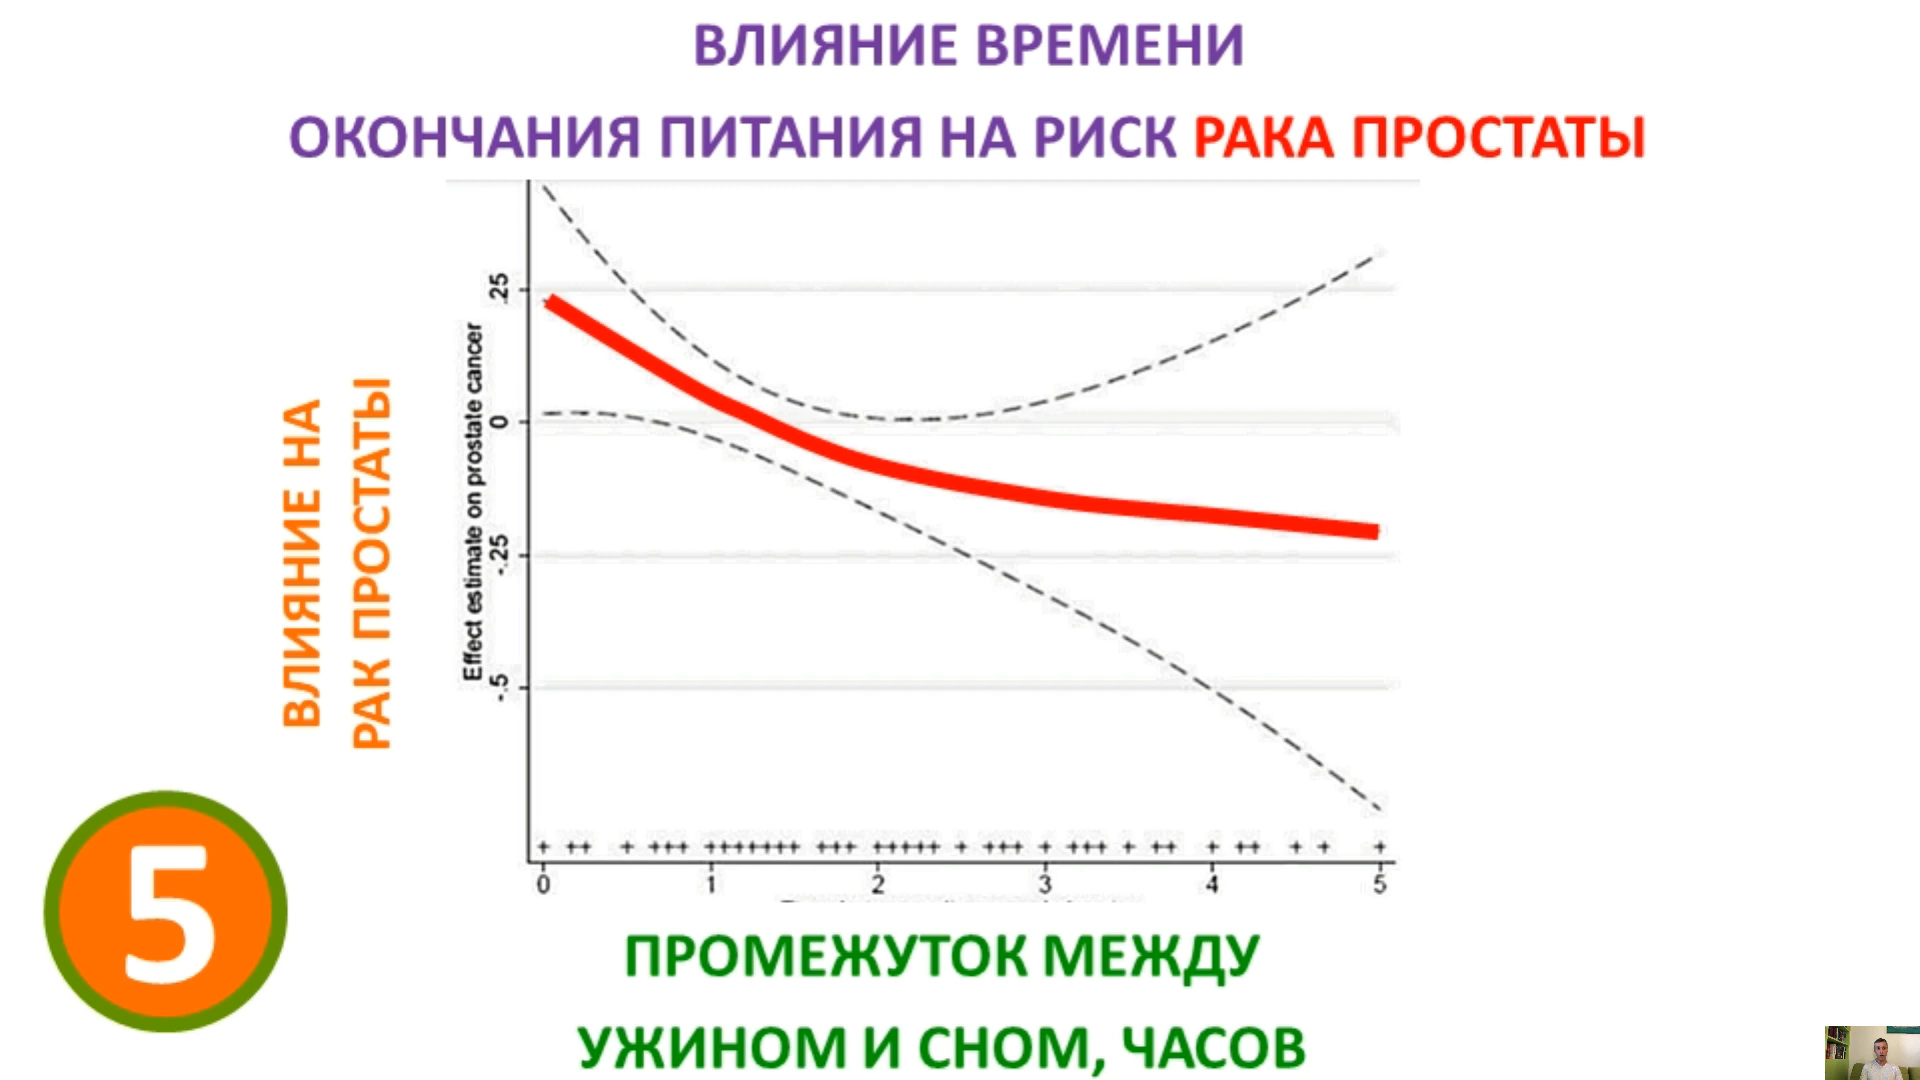 ВЛИЯНИЕ ВРЕМЕНИ
ОКОНЧАНИЯ ПИТАНИЯ НА РИСК РАКА ПРОСТАТЫ
ВЛИЯНИЕ НА
РАК ПРОСТАТЫ
Effect estimate on prostate cancer
.25
0
-.25
-.5
0 1 2 3 4 5
5
ПРОМЕЖУТОК МЕЖДУ
УЖИНОМ И СНОМ, ЧАСОВ